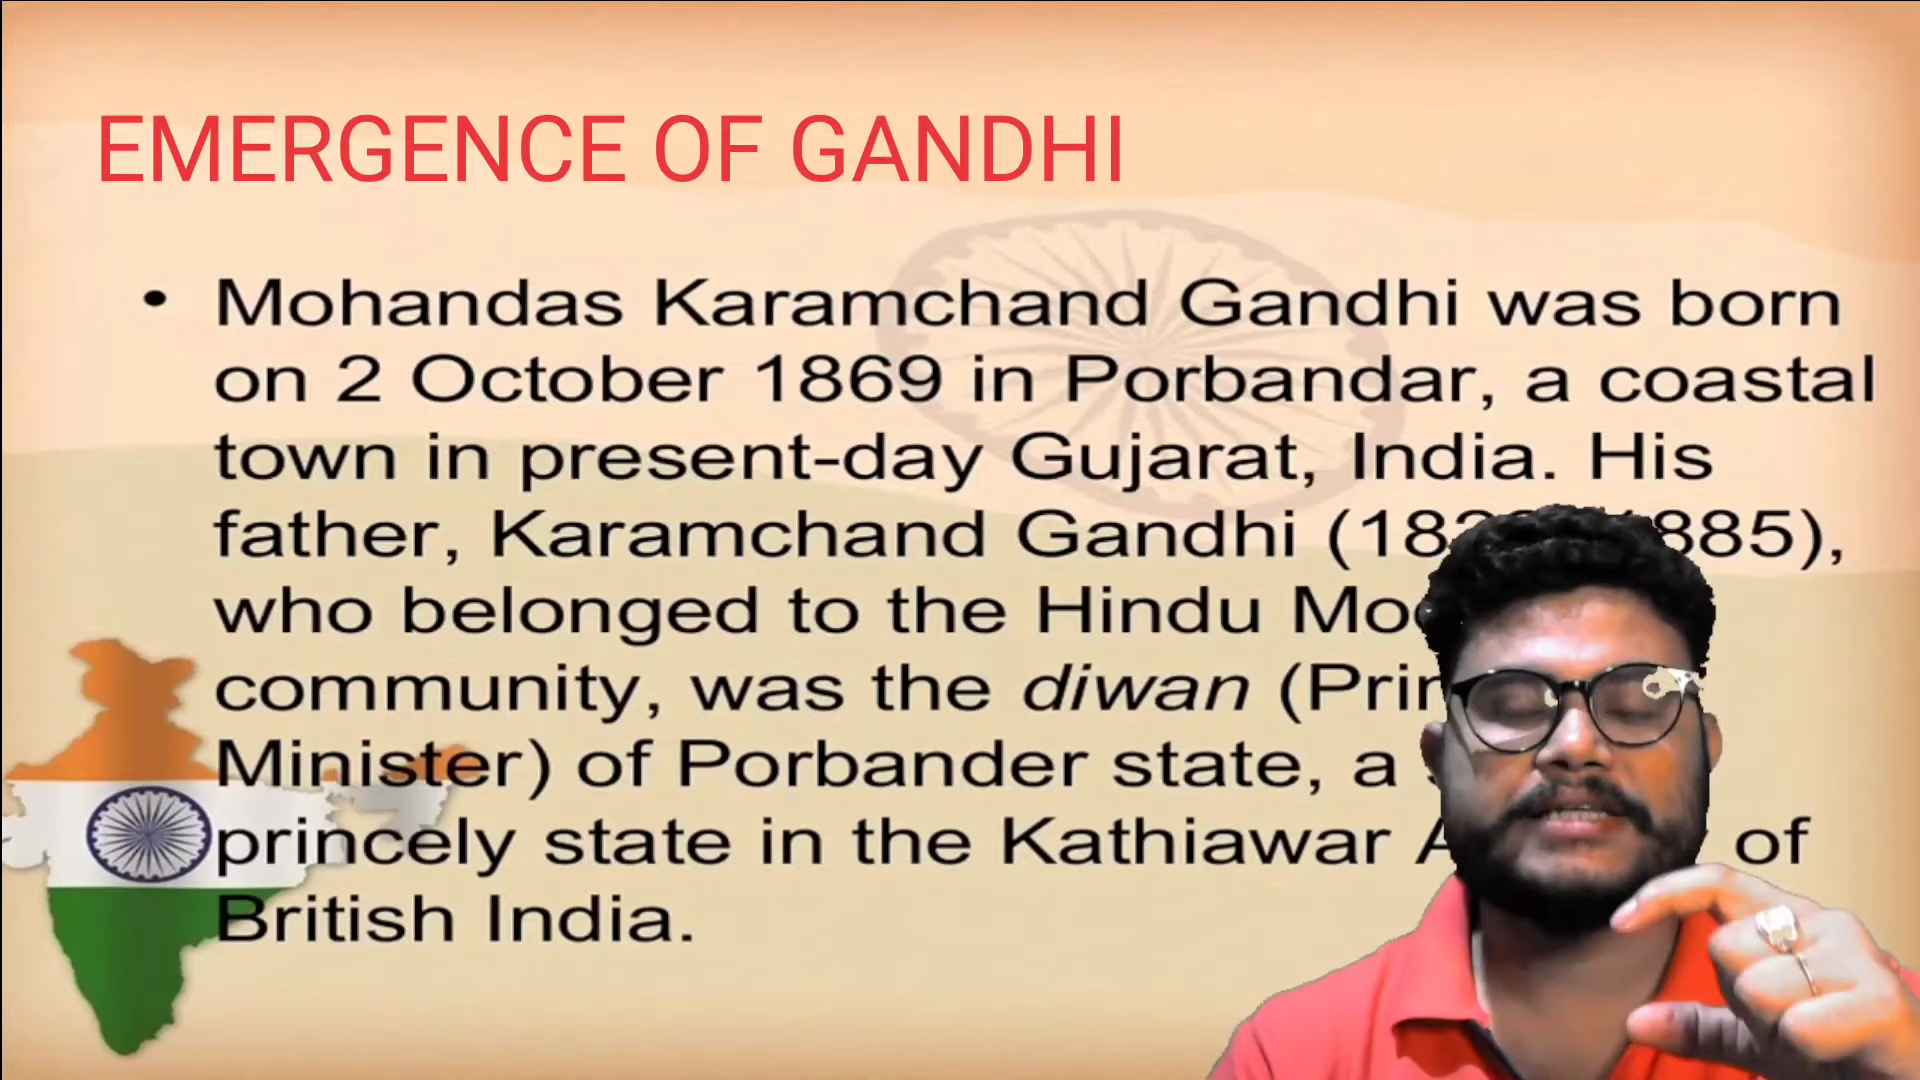 EMERGENCE OF GANDHI
• Mohandas Karamchand Gandhi was born
on 2 October 1869 in Porbandar, a coastal
town in present-day Gujarat, India. His
father, Karamchand Gandhi (18 885),
who belonged to the Hindu
community, was the diwan
Minister) of Porbander state, a
princely state in the Kathiawar of
British India.